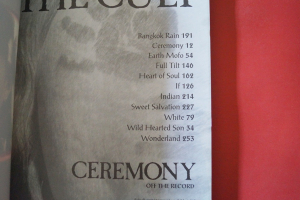 THE CULT
Bangkok Rain 191
Ceremony 12
Earth Mofo 54
Full Tilt 146
Heart of Soul 162
If 126
Indian 214
Sweet Salvation 227
White 79
Wild Hearted Son 34
Wonderland 253
CEREMONY
OFF THE RECORD